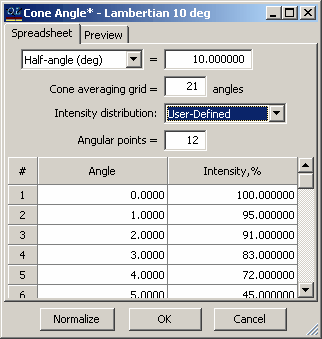 OL Cone Angle* - Lambertian 10 deg
Spreadsheet Preview
Half-angle (deg) = 10.000000
Cone averaging grid = 21 angles
Intensity distribution: User-Defined
Angular points = 12
# Angle Intensity,%
1 0.0000 100.000000
2 1.0000 95.000000
3 2.0000 91.000000
4 3.0000 83.000000
5 4.0000 72.000000
6 5.0000 45.000000
Normalize OK Cancel